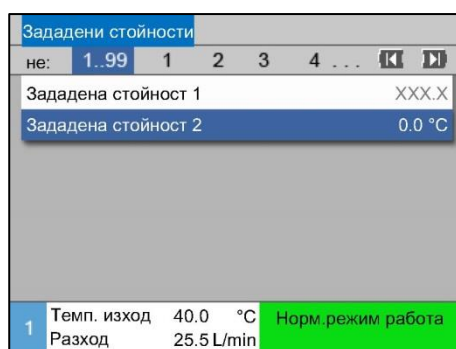 Зададени стойности
не: 1..99 1 2 3 4 ...
Зададена стойност 1 XXX.X
Зададена стойност 2 0.0 °C
1 Темп. изход 40.0 °C Норм.режим работа
Разход 25.5 L/min